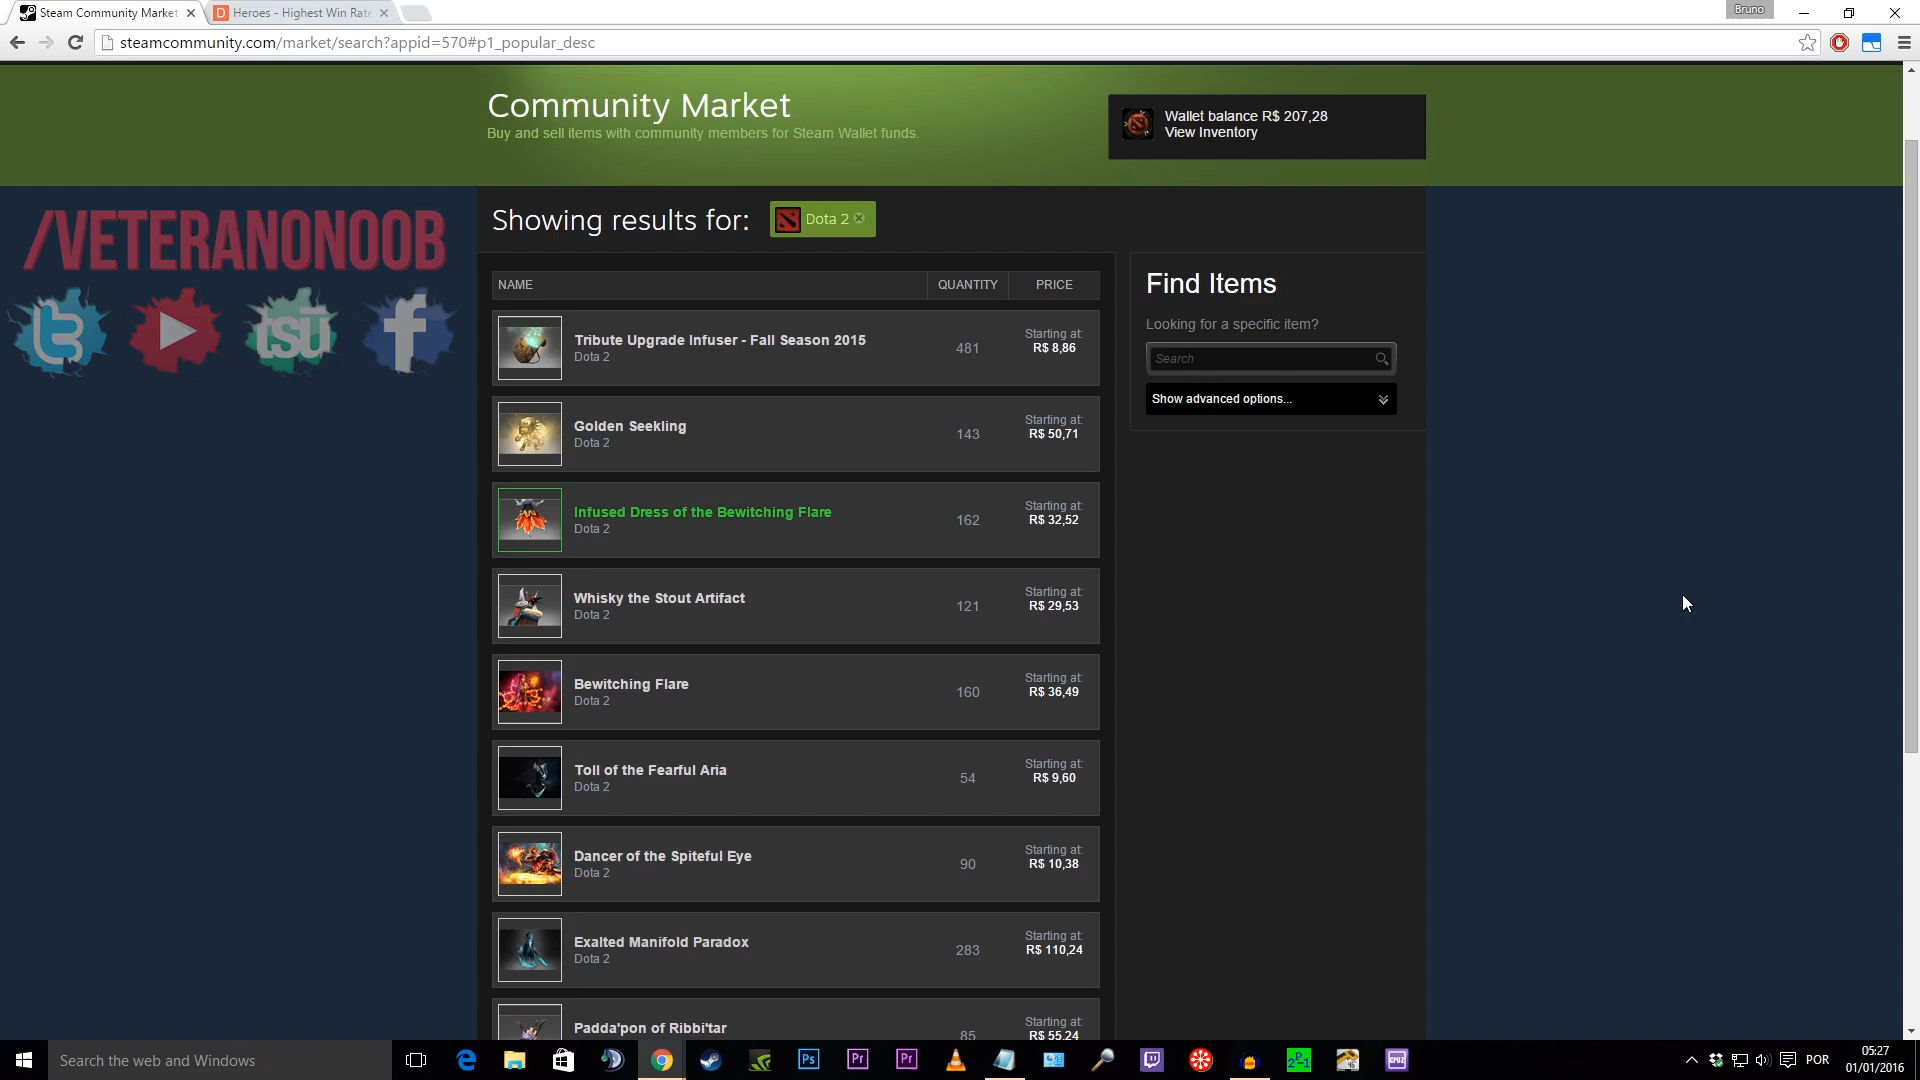 Steam Community Market
Heroes - Highest Win Rate
Bruno
steamcommunity.com/market/search?appid=570#p1_popular_desc
Community Market
Buy and sell items with community members for Steam Wallet funds.
Wallet balance R$ 207,28
View Inventory
/VETERANONOOB
tsu
Showing results for:
Dota 2
NAME
QUANTITY
PRICE
Tribute Upgrade Infuser - Fall Season 2015
Dota 2
481
Starting at:
R$ 8,86
Golden Seekling
Dota 2
143
Starting at:
R$ 50,71
Infused Dress of the Bewitching Flare
Dota 2
162
Starting at:
R$ 32,52
Whisky the Stout Artifact
Dota 2
121
Starting at:
R$ 29,53
Bewitching Flare
Dota 2
160
Starting at:
R$ 36,49
Toll of the Fearful Aria
Dota 2
54
Starting at:
R$ 9,60
Dancer of the Spiteful Eye
Dota 2
90
Starting at:
R$ 10,38
Exalted Manifold Paradox
Dota 2
283
Starting at:
R$ 110,24
Padda'pon of Ribbi'tar
85
Starting at:
R$ 55,24
Find Items
Looking for a specific item?
Search
Show advanced options...
Search the web and Windows
Ps
Pr
Pr
CPUZ
POR
05:27
01/01/2016